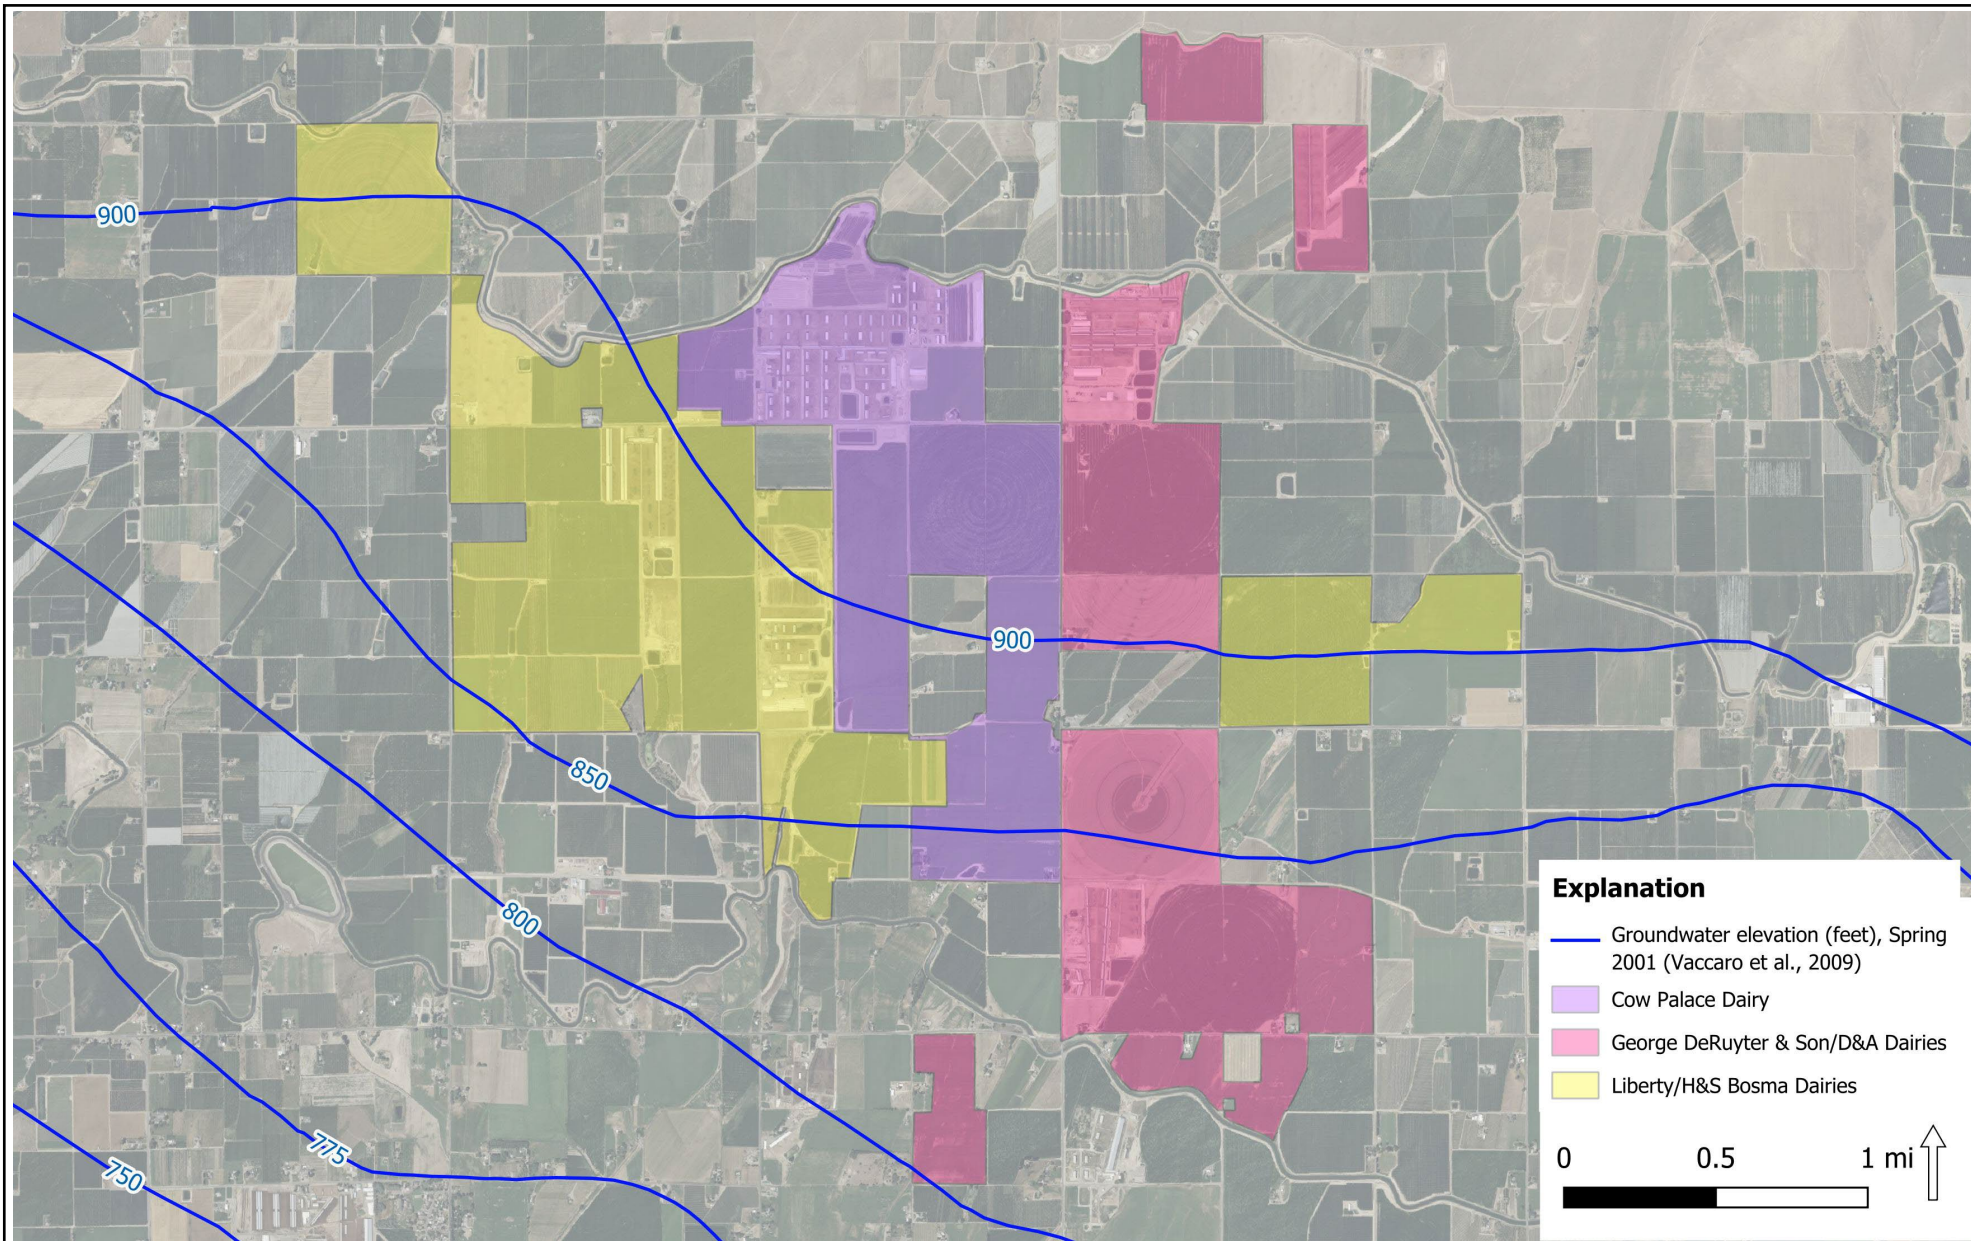 900
900
850
800
775
750
Explanation
Groundwater elevation (feet), Spring
2001 (Vaccaro et al., 2009)
Cow Palace Dairy
George DeRuyter & Son/D&A Dairies
Liberty/H&S Bosma Dairies
0 0.5 1 mi